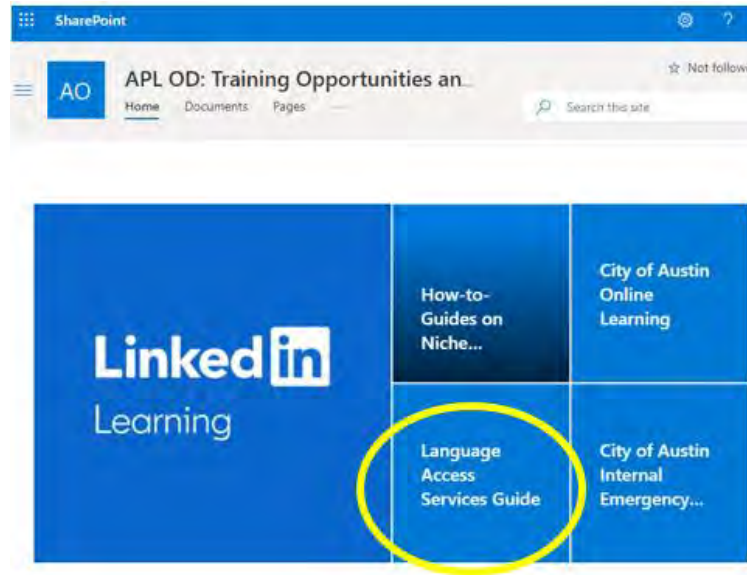 SharePoint
?
Not follow
AO
APL OD: Training Opportunities an...
Home Documents Pages ...
Search this site
Linked in
Learning
How-to-
Guides on
Niche...
City of Austin
Online
Learning
Language
Access
Services Guide
City of Austin
Internal
Emergency...